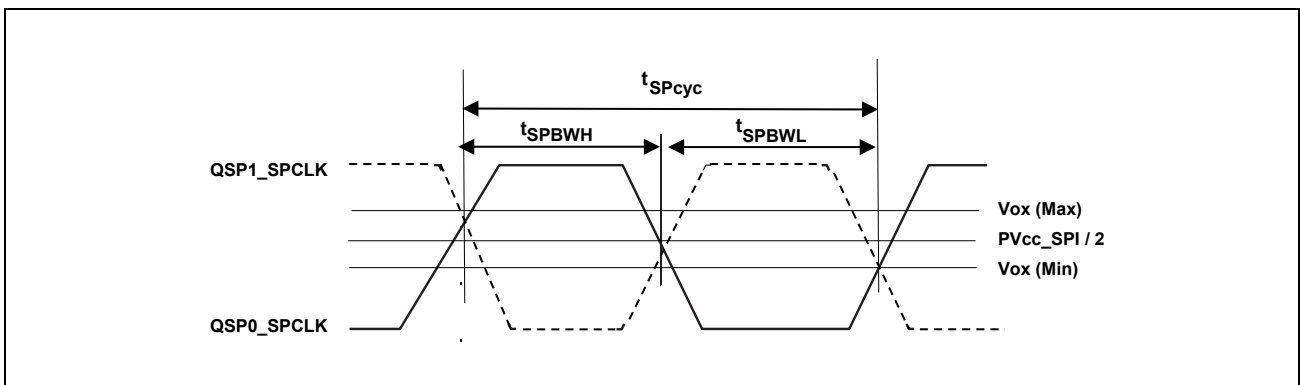 tSPcyc
tSPBWH
tSPBWL
QSP1_SPCLK
Vox (Max)
PVcc_SPI / 2
Vox (Min)
QSP0_SPCLK